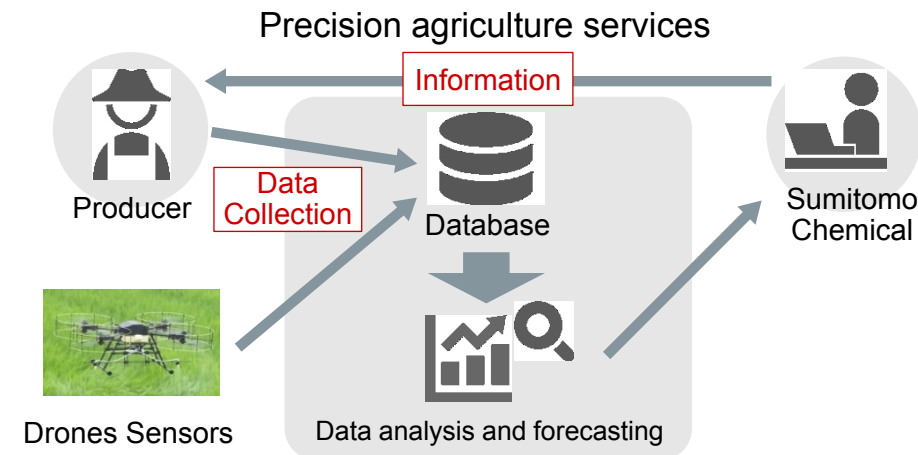 Precision agriculture services
Information
Producer
Data
Collection
Database
Sumitomo
Chemical
Drones Sensors
Data analysis and forecasting